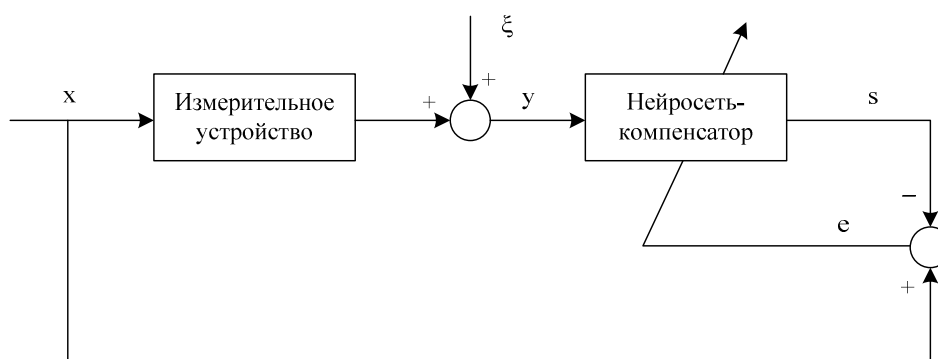 ξ
x
Измерительное
устройство
+
+
y
Нейросеть-
компенсатор
s
−
e
+